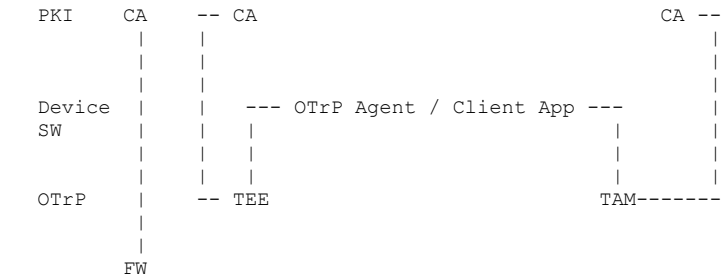 PKI CA -- CA CA --
Device --- OTrP Agent / Client App ---
SW
OTrP -- TEE TAM-------
FW